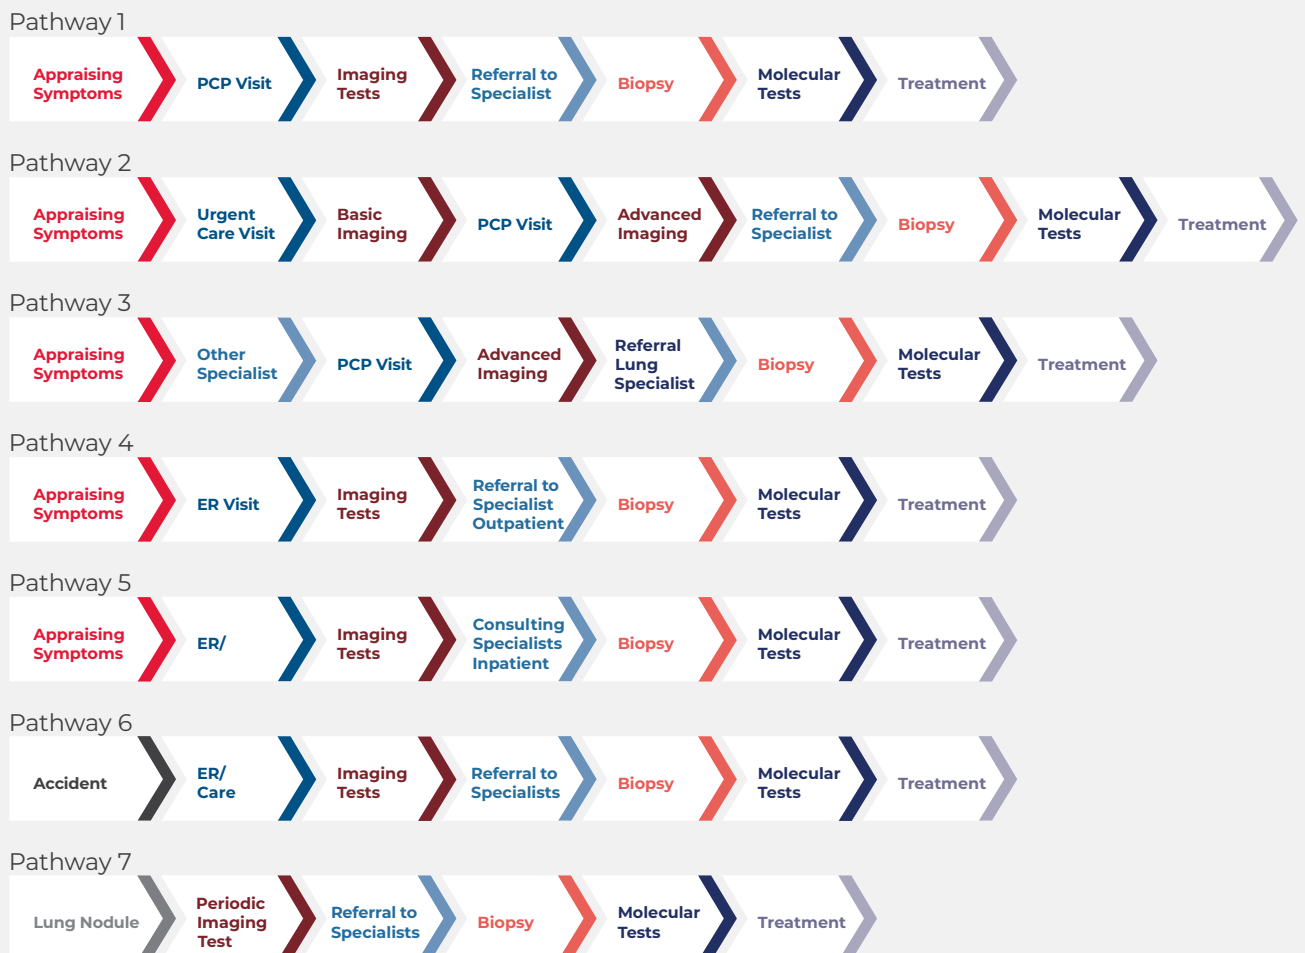 Pathway 1
Appraising
Symptoms
PCP Visit
Imaging
Tests
Referral to
Specialist
Biopsy
Molecular
Tests
Treatment
Pathway 2
Appraising
Symptoms
Urgent
Care Visit
Basic
Imaging
PCP Visit
Advanced
Imaging
Referral to
Specialist
Biopsy
Molecular
Tests
Treatment
Pathway 3
Appraising
Symptoms
Other
Specialist
PCP Visit
Advanced
Imaging
Referral
Lung
Specialist
Biopsy
Molecular
Tests
Treatment
Pathway 4
Appraising
Symptoms
ER Visit
Imaging
Tests
Referral to
Specialist
Outpatient
Biopsy
Molecular
Tests
Treatment
Pathway 5
Appraising
Symptoms
ER/
Imaging
Tests
Consulting
Specialists
Inpatient
Biopsy
Molecular
Tests
Treatment
Pathway 6
Accident
ER/
Care
Imaging
Tests
Referral to
Specialists
Biopsy
Molecular
Tests
Treatment
Pathway 7
Lung Nodule
Periodic
Imaging
Test
Referral to
Specialists
Biopsy
Molecular
Tests
Treatment